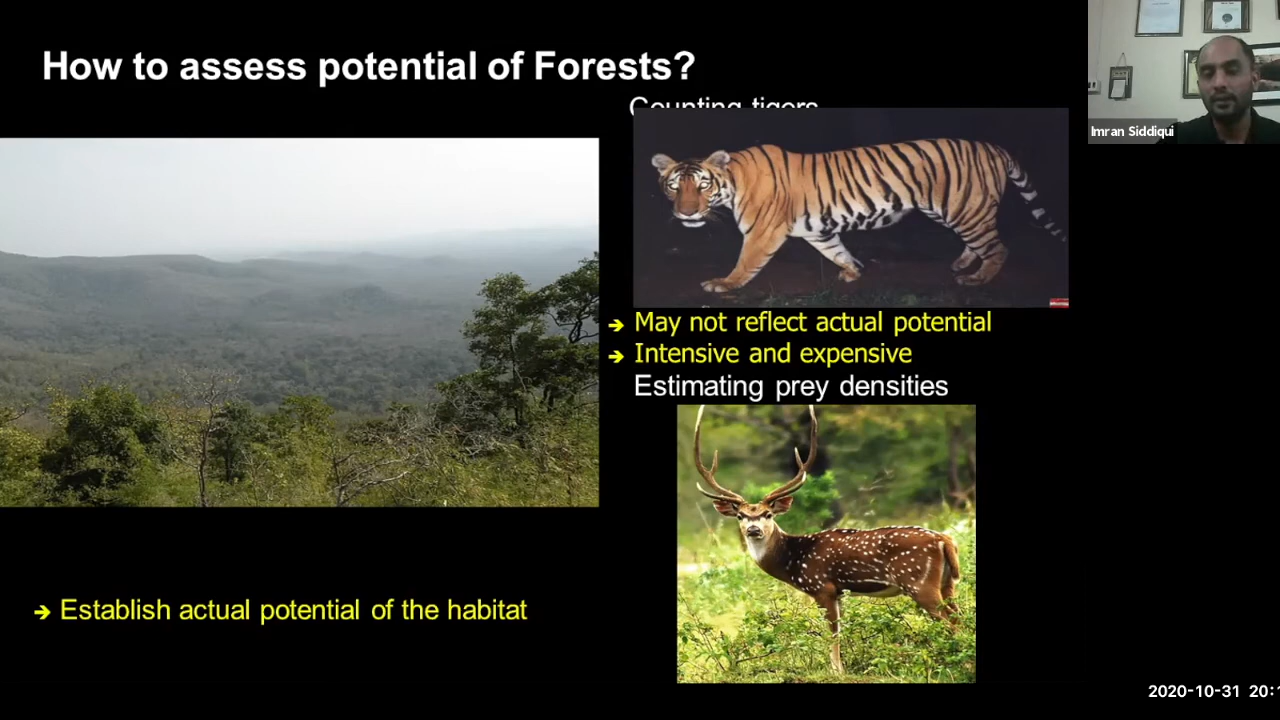 How to assess potential of Forests?
Counting tigers
Imran Siddiqui
➔ May not reflect actual potential
➔ Intensive and expensive
Estimating prey densities
➔ Establish actual potential of the habitat
2020-10-31 20: